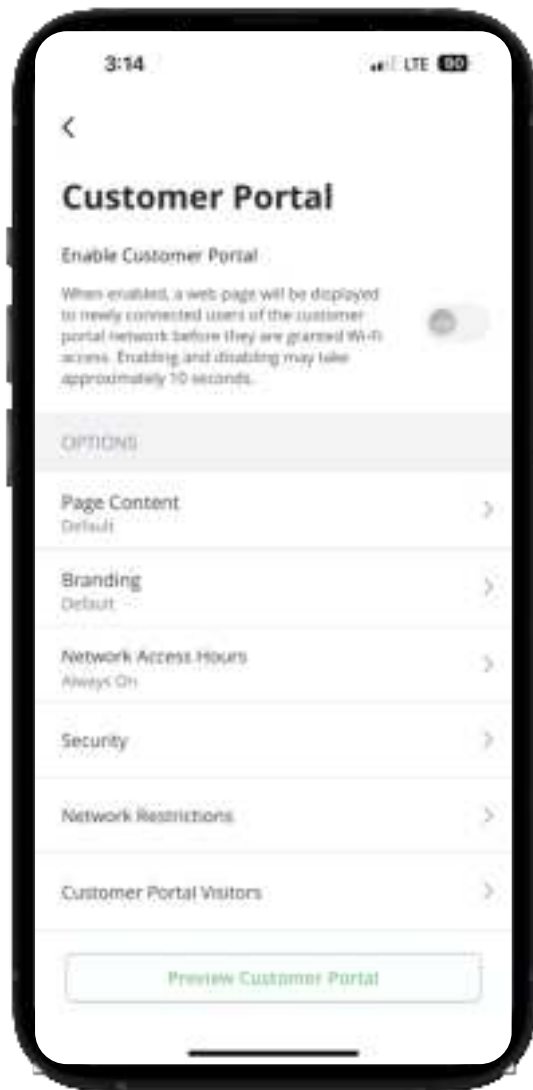 3:14
LTE 90
Customer Portal
Enable Customer Portal
When enabled, a web page will be displayed
to newly connected users of the customer
portal network before they are granted Wi-Fi
access. Enabling and disabling may take
approximately 10 seconds.
OPTIONS
Page Content
Default
Branding
Default
Network Access Hours
Always On
Security
Network Restrictions
Customer Portal Visitors
Preview Customer Portal